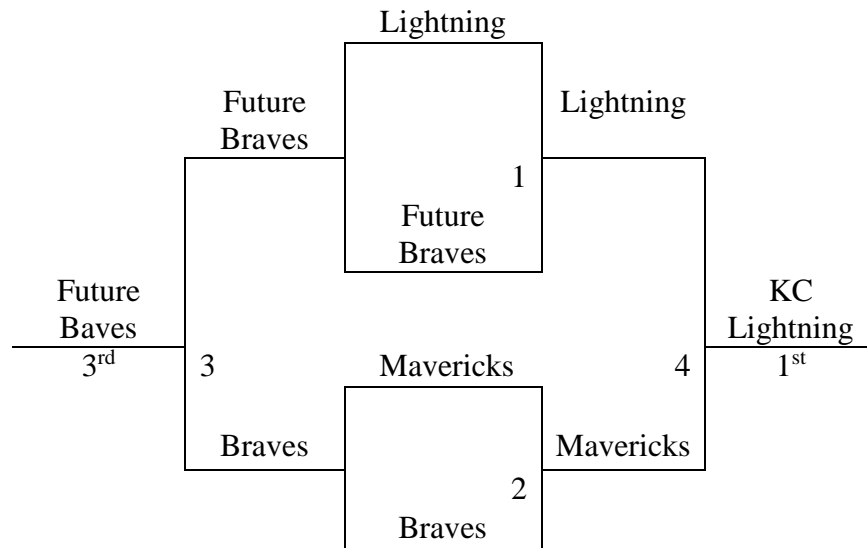 Lightning
Future
Braves
Lightning
1
Future
Braves
Future
Baves
3rd
KC
Lightning
1st
3
Mavericks
4
Braves
Mavericks
2
Braves